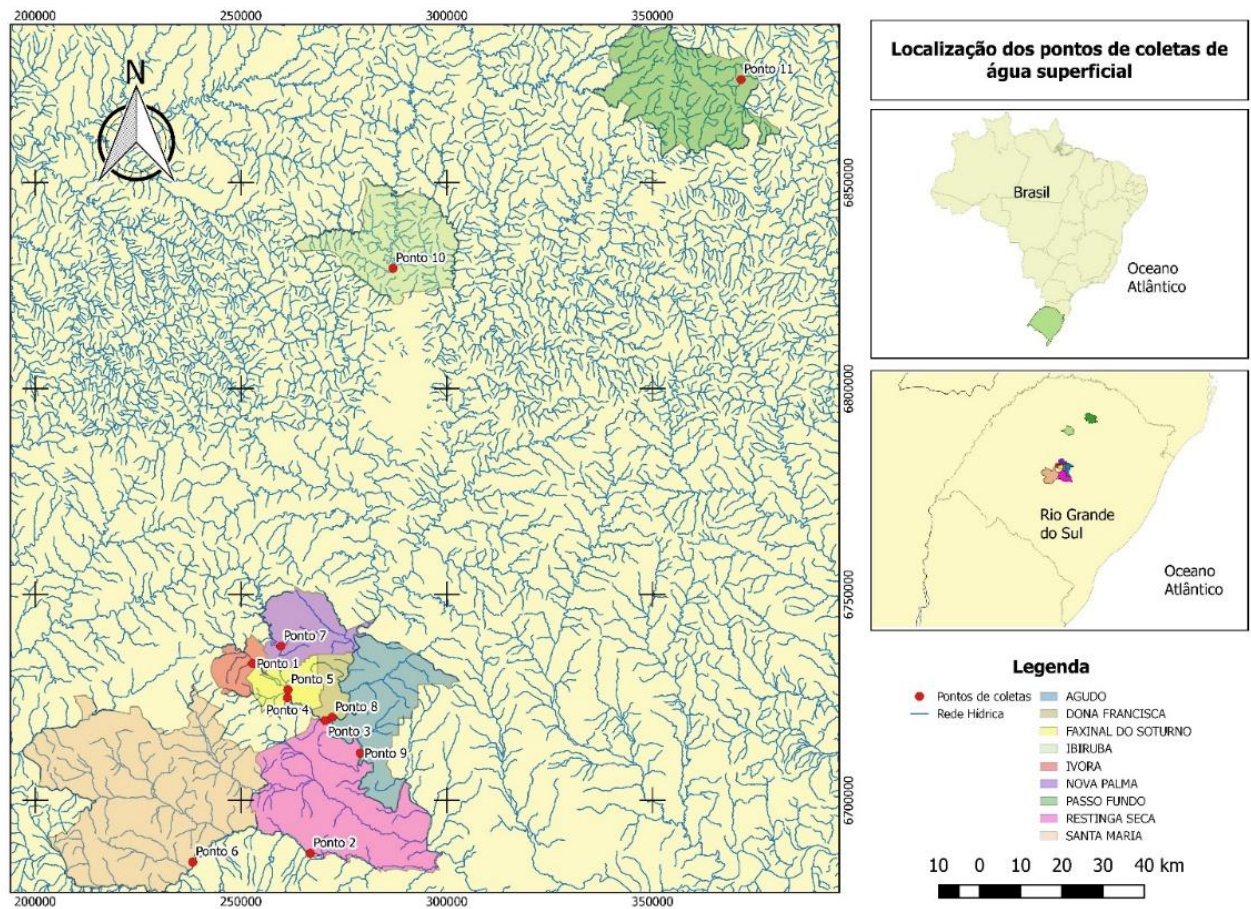 200000 250000 300000 350000
N
Ponto 11
Ponto 10
Ponto 7
Ponto 1
Ponto 5
Ponto 4
Ponto 8
Ponto 3
Ponto 9
Ponto 2
Ponto 6
6850000
6800000
6750000
6700000
200000 250000 300000 350000
Localização dos pontos de coletas de
água superficial
Brasil
Oceano
Atlântico
Rio Grande
do Sul
Oceano
Atlântico
Legenda
Pontos de coletas
Rede Hídrica
AGUDO
DONA FRANCISCA
FAXINAL DO SOTURNO
IBIRUBA
IVORA
NOVA PALMA
PASSO FUNDO
RESTINGA SECA
SANTA MARIA
10 0 10 20 30 40 km